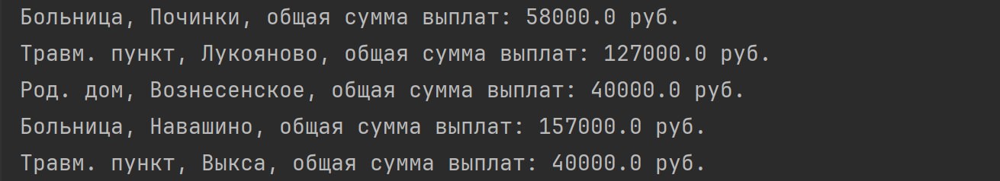 Больница, Починки, общая сумма выплат: 58000.0 руб.
Травм. пункт, Лукояново, общая сумма выплат: 127000.0 руб.
Род. дом, Вознесенское, общая сумма выплат: 40000.0 руб.
Больница, Навашино, общая сумма выплат: 157000.0 руб.
Травм. пункт, Выкса, общая сумма выплат: 40000.0 руб.